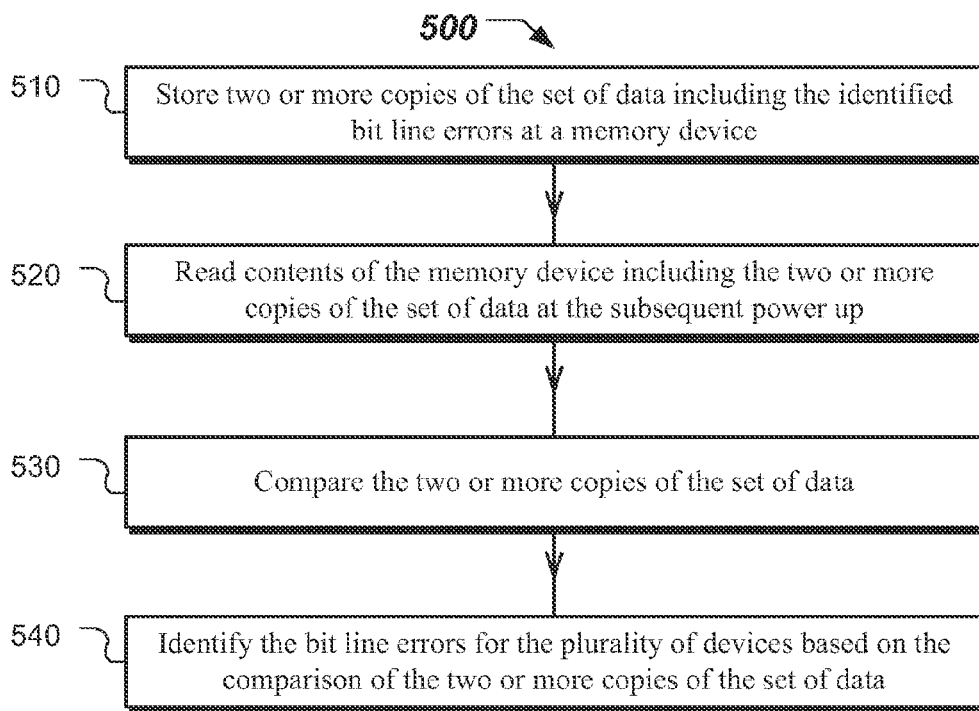 500
510
Store two or more copies of the set of data including the identified
bit line errors at a memory device
520
Read contents of the memory device including the two or more
copies of the set of data at the subsequent power up
530
Compare the two or more copies of the set of data
540
Identify the bit line errors for the plurality of devices based on the
comparison of the two or more copies of the set of data